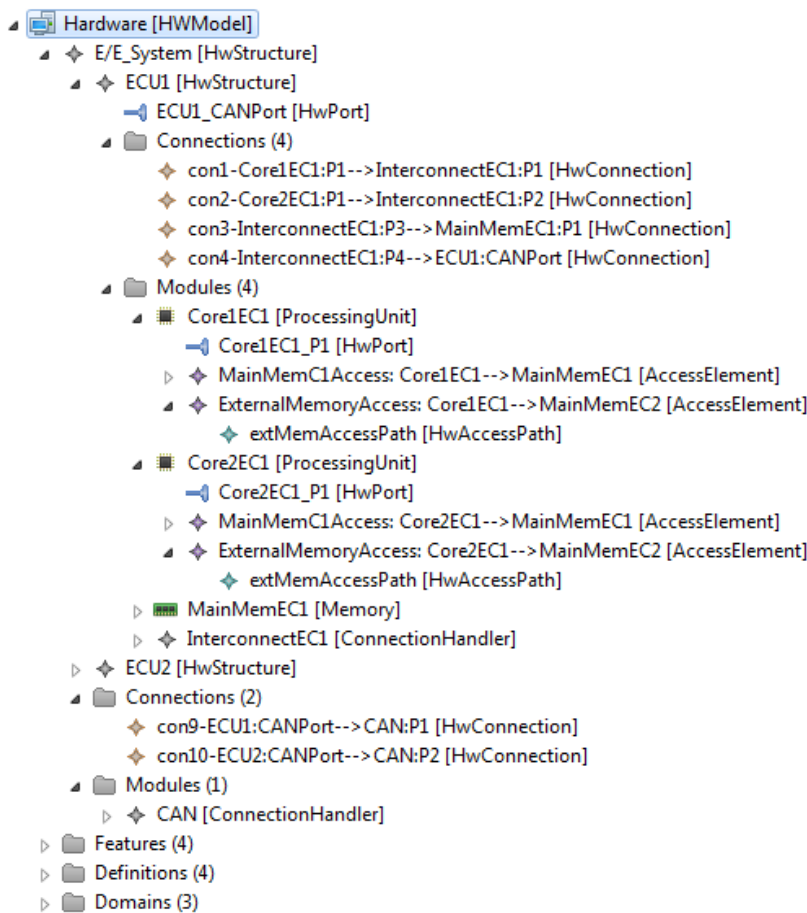 Hardware [HWModel]
E/E_System [HwStructure]
ECU1 [HwStructure]
ECU1_CANPort [HwPort]
Connections (4)
con1-Core1EC1:P1-->InterconnectEC1:P1 [HwConnection]
con2-Core2EC1:P1-->InterconnectEC1:P2 [HwConnection]
con3-InterconnectEC1:P3-->MainMemEC1:P1 [HwConnection]
con4-InterconnectEC1:P4-->ECU1:CANPort [HwConnection]
Modules (4)
Core1EC1 [ProcessingUnit]
Core1EC1_P1 [HwPort]
MainMemC1Access: Core1EC1-->MainMemEC1 [AccessElement]
ExternalMemoryAccess: Core1EC1-->MainMemEC2 [AccessElement]
extMemAccessPath [HwAccessPath]
Core2EC1 [ProcessingUnit]
Core2EC1_P1 [HwPort]
MainMemC1Access: Core2EC1-->MainMemEC1 [AccessElement]
ExternalMemoryAccess: Core2EC1-->MainMemEC2 [AccessElement]
extMemAccessPath [HwAccessPath]
MainMemEC1 [Memory]
InterconnectEC1 [ConnectionHandler]
ECU2 [HwStructure]
Connections (2)
con9-ECU1:CANPort-->CAN:P1 [HwConnection]
con10-ECU2:CANPort-->CAN:P2 [HwConnection]
Modules (1)
CAN [ConnectionHandler]
Features (4)
Definitions (4)
Domains (3)